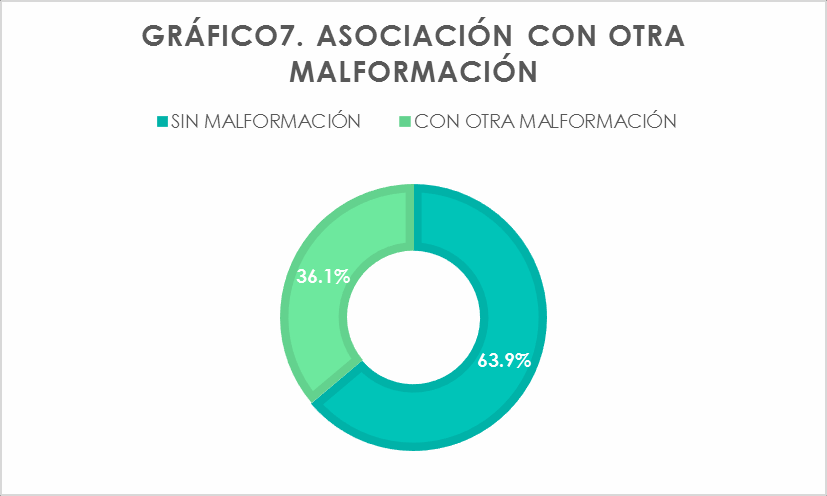 GRÁFICO7. ASOCIACIÓN CON OTRA
MALFORMACIÓN
SIN MALFORMACIÓN CON OTRA MALFORMACIÓN
36.1%
63.9%